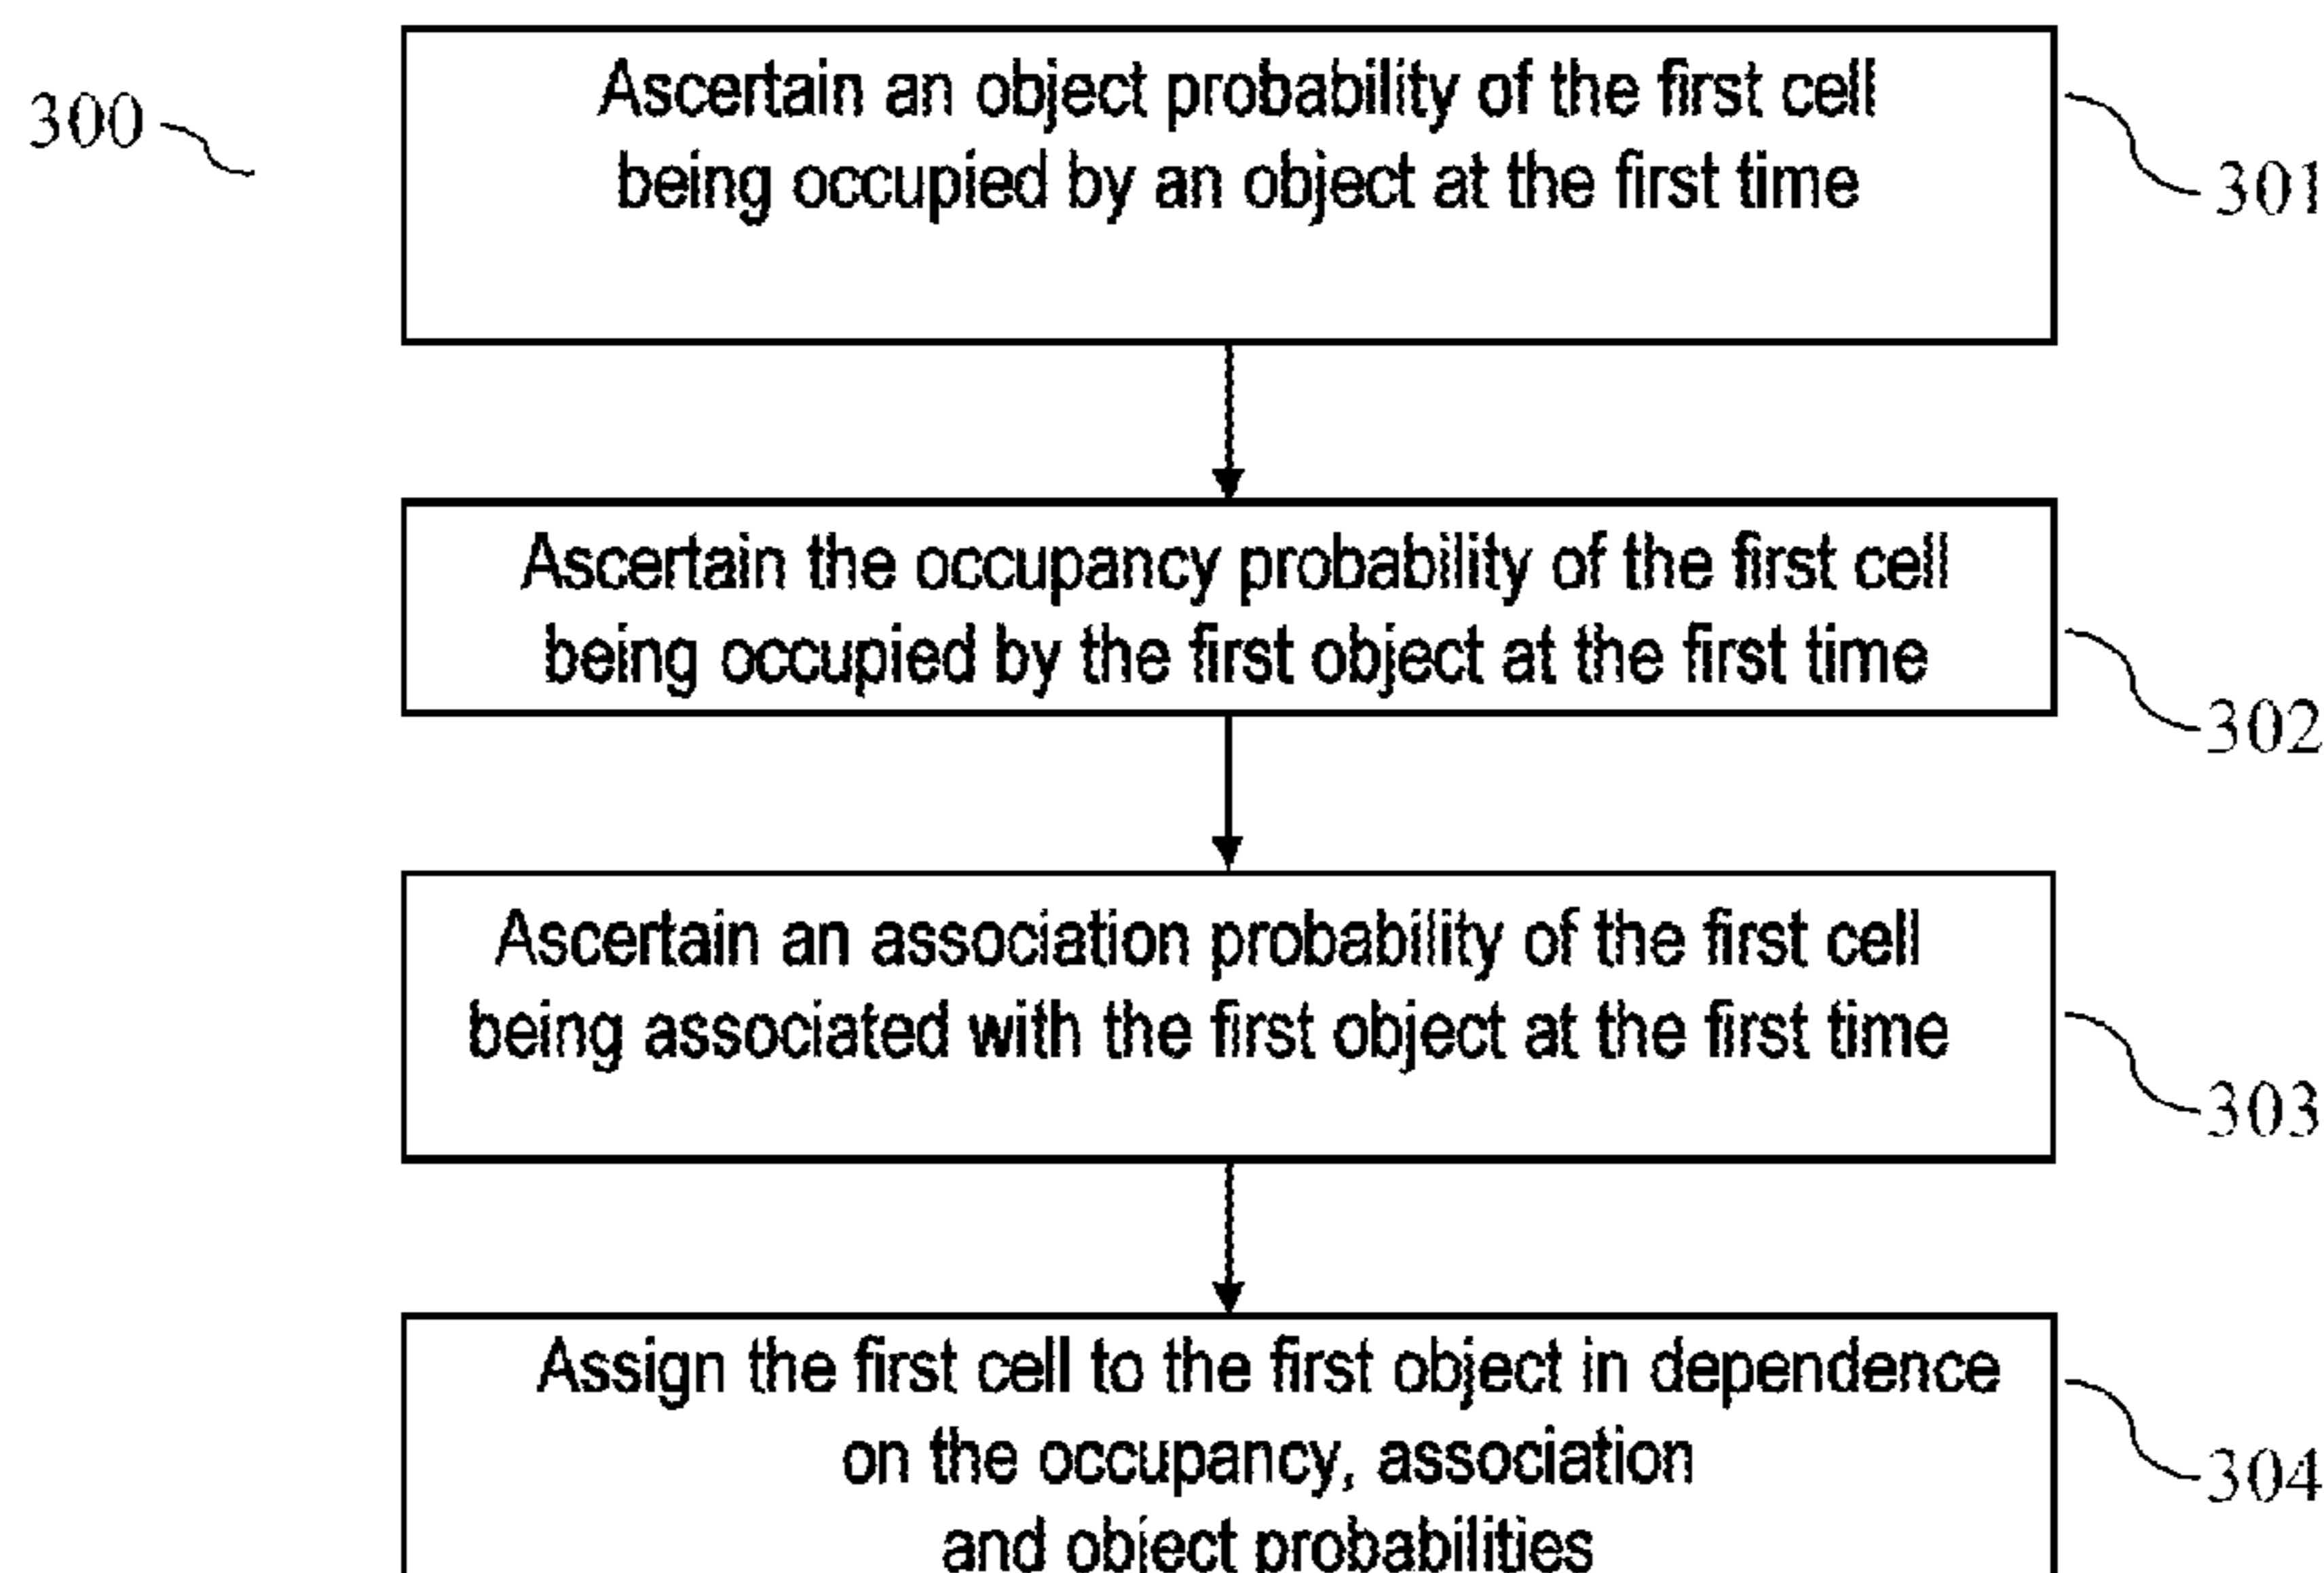 300
Ascertain an object probability of the first cell
being occupied by an object at the first time
301
Ascertain the occupancy probability of the first cell
being occupied by the first object at the first time
302
Ascertain an association probability of the first cell
being associated with the first object at the first time
303
Assign the first cell to the first object in dependence
on the occupancy, association
and object probabilities
304